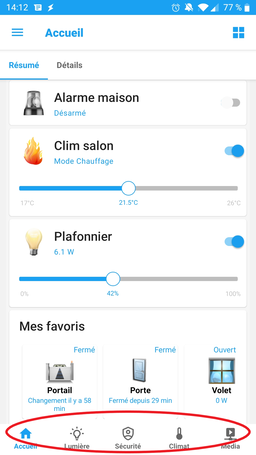 14:12
77 %
Accueil
Résumé
Détails
Alarme maison
Désarmé
Clim salon
Mode Chauffage
17°C
21.5°C
26°C
Plafonnier
6.1 W
0%
42%
100%
Mes favoris
Fermé
Portail
Changement il y a 58
min
Fermé
Porte
Fermé depuis 29 min
Ouvert
Volet
0 W
Accueil
Lumière
Sécurité
Climat
Média